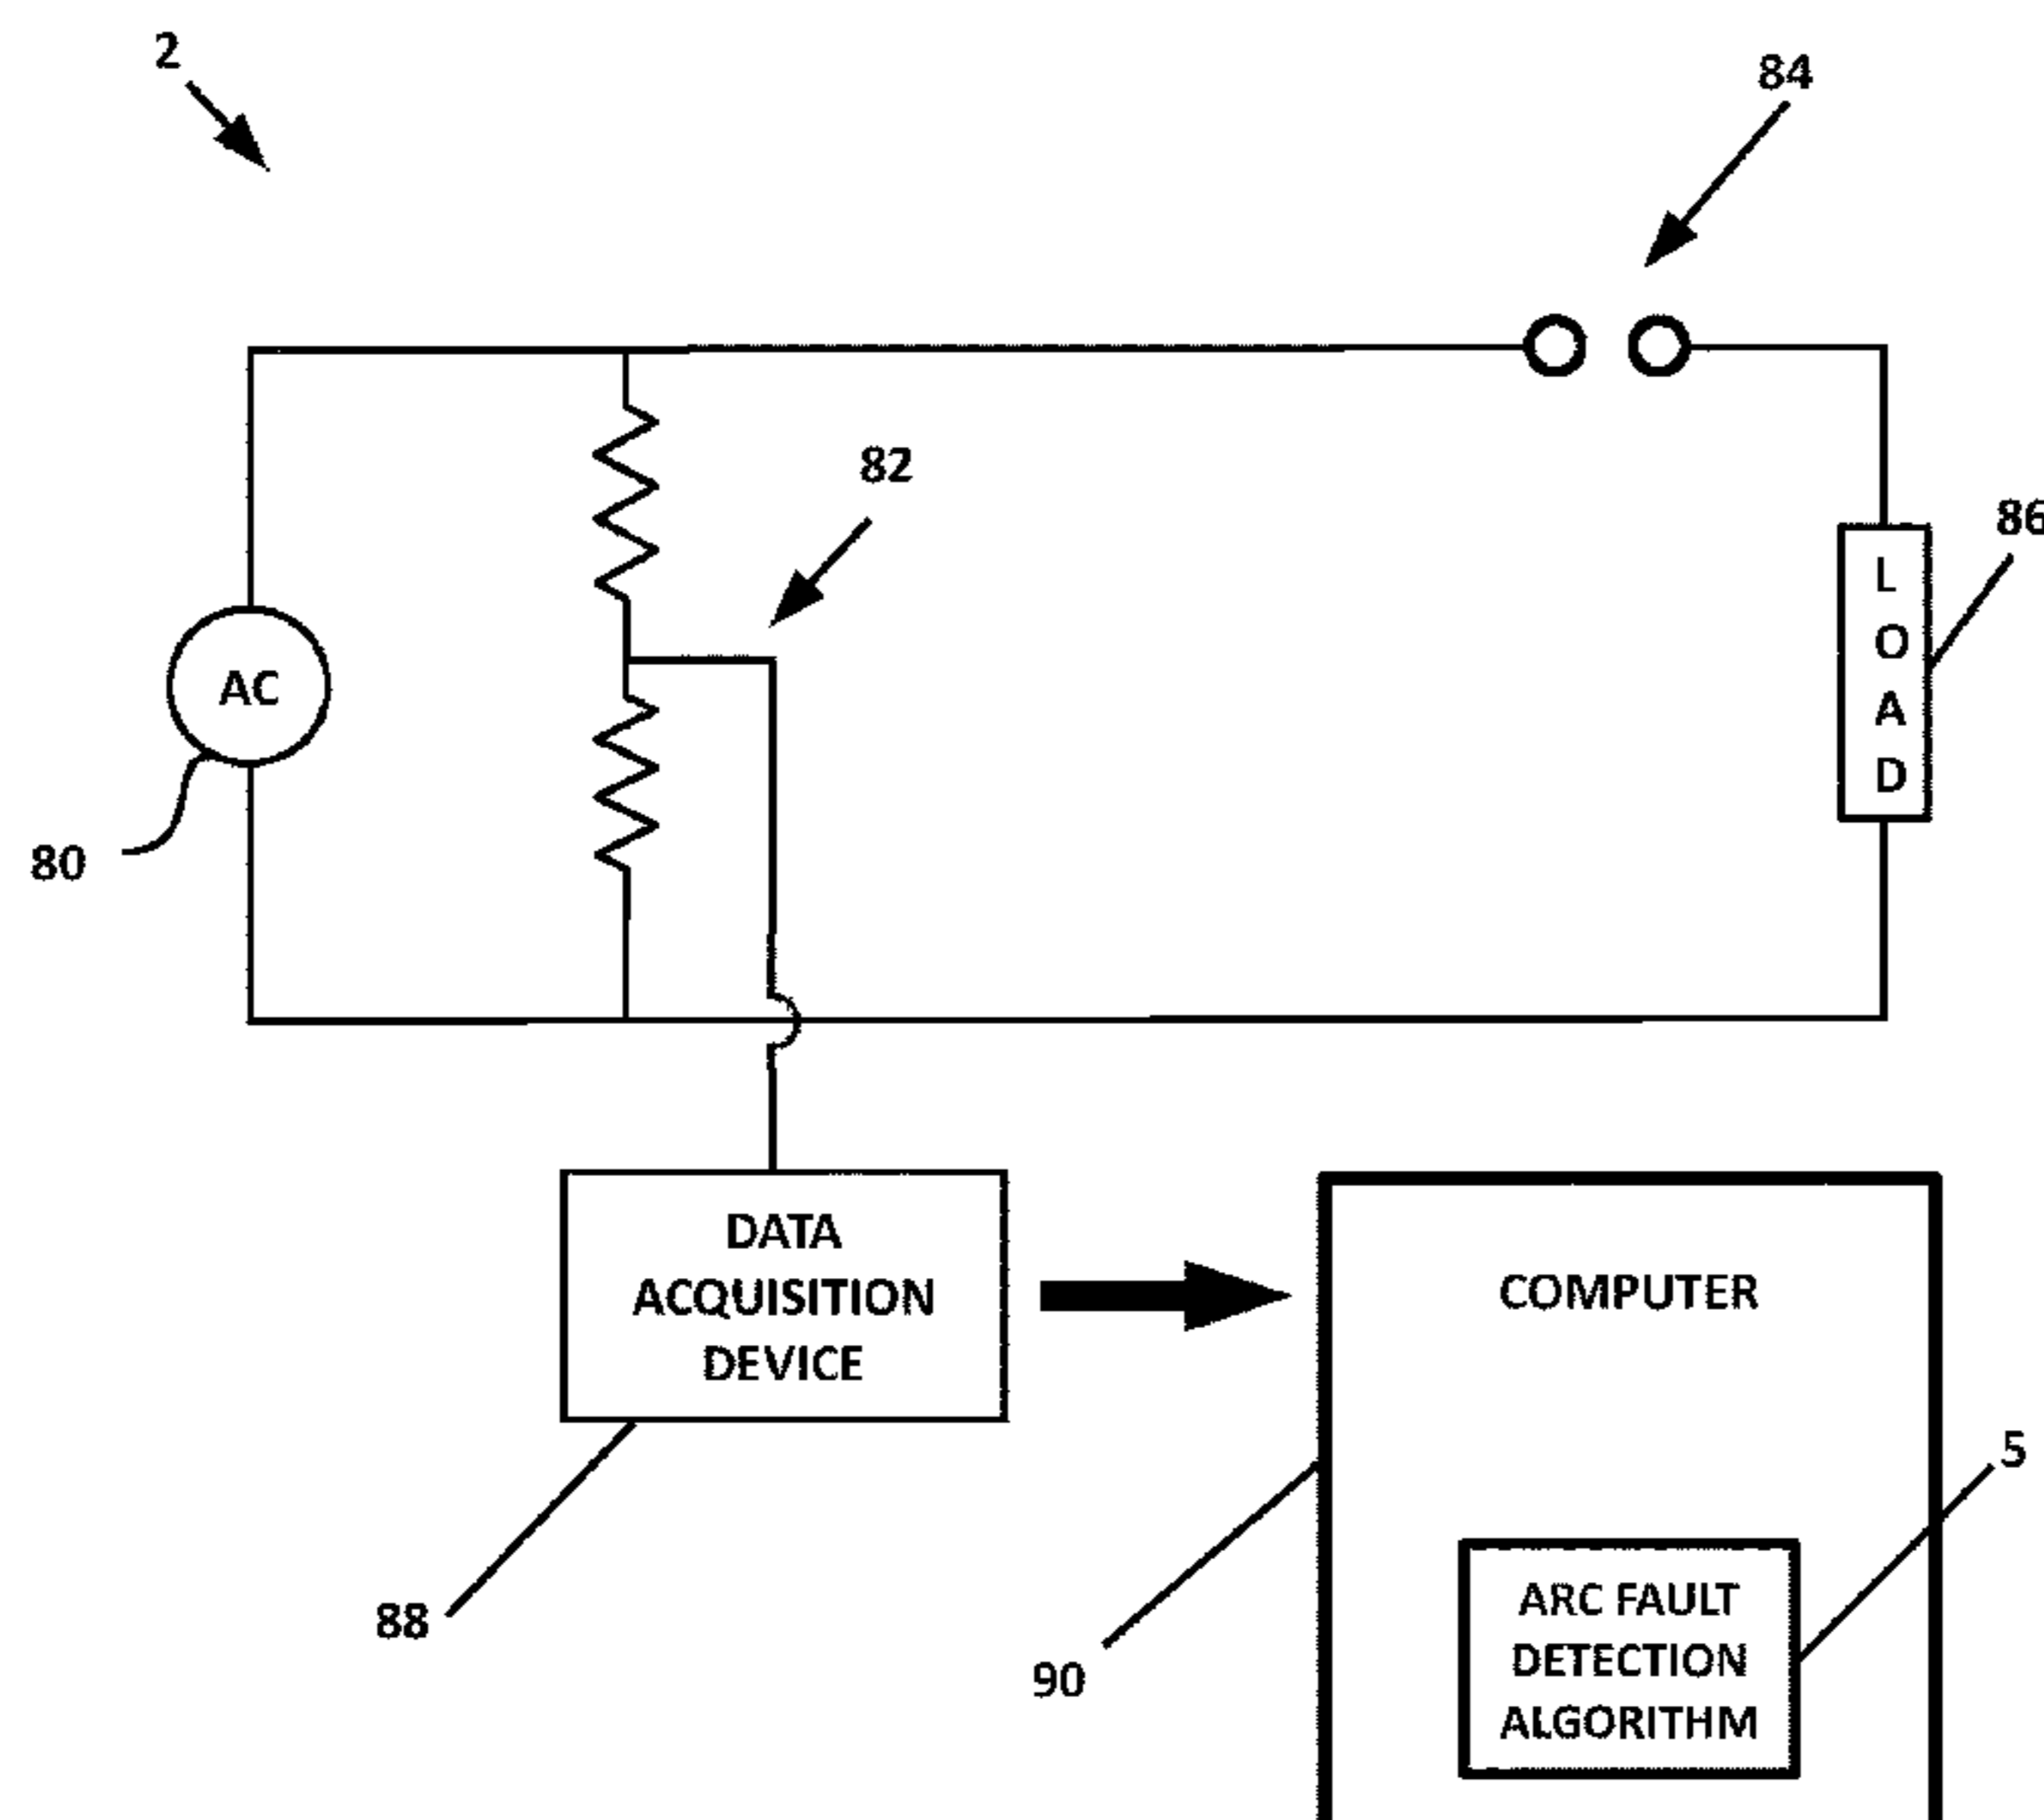 2
84
82
86
L
O
A
D
AC
80
DATA
ACQUISITION
DEVICE
COMPUTER
5
88
90
ARC FAULT
DETECTION
ALGORITHM